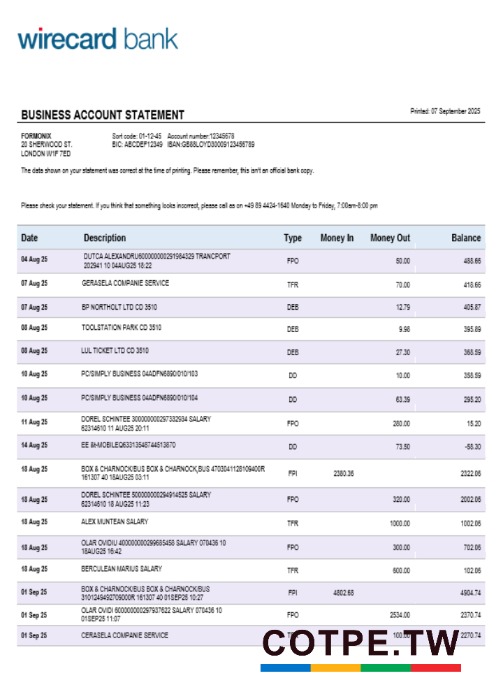 wirecard bank
BUSINESS ACCOUNT STATEMENT
Printed: 07 September 2025
FORMONIX Sort code: 01-12-45 Account number:12345678
20 SHERWOOD ST. BIC: ABCDEF12349 IBAN:GB68LOYD30009123456789
LONDON W1F 7ED
The data shown on your statement was correct at the time of printing. Please remember, this isn't an official bank copy.
Please check your statement. If you think that something looks incorrect, please call as on +49 89 4424-1640 Monday to Friday, 7:00am-8:00 pm
Date Description Type Money In Money Out Balance
04 Aug 25 DUTCA ALEXANDRU600000000291984329 TRANCPORT FPO 50.00 488.65
202941 10 04AUG25 18:22
07 Aug 25 GERASELA COMPANIE SERVICE TFR 70.00 418.65
07 Aug 25 BP NORTHOLT LTD CD 3510 DEB 12.79 405.87
08 Aug 25 TOOLSTATION PARK CD 3510 DEB 9.98 395.89
08 Aug 25 LUL TICKET LTD CD 3510 DEB 27.30 368.59
10 Aug 25 PC/SIMPLY BUSINESS 04ADFN6890/010/103 DD 10.00 358.59
10 Aug 25 PC/SIMPLY BUSINESS 04ADFN6890/010/104 DD 63.39 295.20
11 Aug 25 DOREL SCHINTEE 300000000297332934 SALARY FPO 280.00 15.20
62314610 11 AUG25 20:11
14 Aug 25 EE &t-MOBILEQ63313548744513870 DD 73.50 -58.30
18 Aug 25 BOX & CHARNOCK/BUS BOX & CHARNOCK,BUS 4703041128109400R FPI 2380.36 2322.06
161307 40 18AUG25 03:11
18 Aug 25 DOREL SCHINTEE 500000000294914525 SALARY FPO 320.00 2002.06
62314610 18 AUG25 11:23
18 Aug 25 ALEX MUNTEAN SALARY TFR 1000.00 1002.06
18 Aug 25 OLAR OVIDIU 400000000299685458 SALARY 070436 10 FPO 300.00 702.06
18AUG25 16:42
18 Aug 25 BERCULEAN MARIUS SALARY TFR 600.00 102.06
01 Sep 25 BOX & CHARNOCK/BUS BOX & CHARNOCK/BUS FPI 4802.68 4904.74
3101249492709000R 161307 40 01SEP25 10:27
01 Sep 25 OLAR OVIDI 600000000297937622 SALARY 070436 10 FPO 2534.00 2370.74
01SEP25 11:07
01 Sep 25 CERASELA COMPANIE SERVICE 2270.74
COTPE.TW